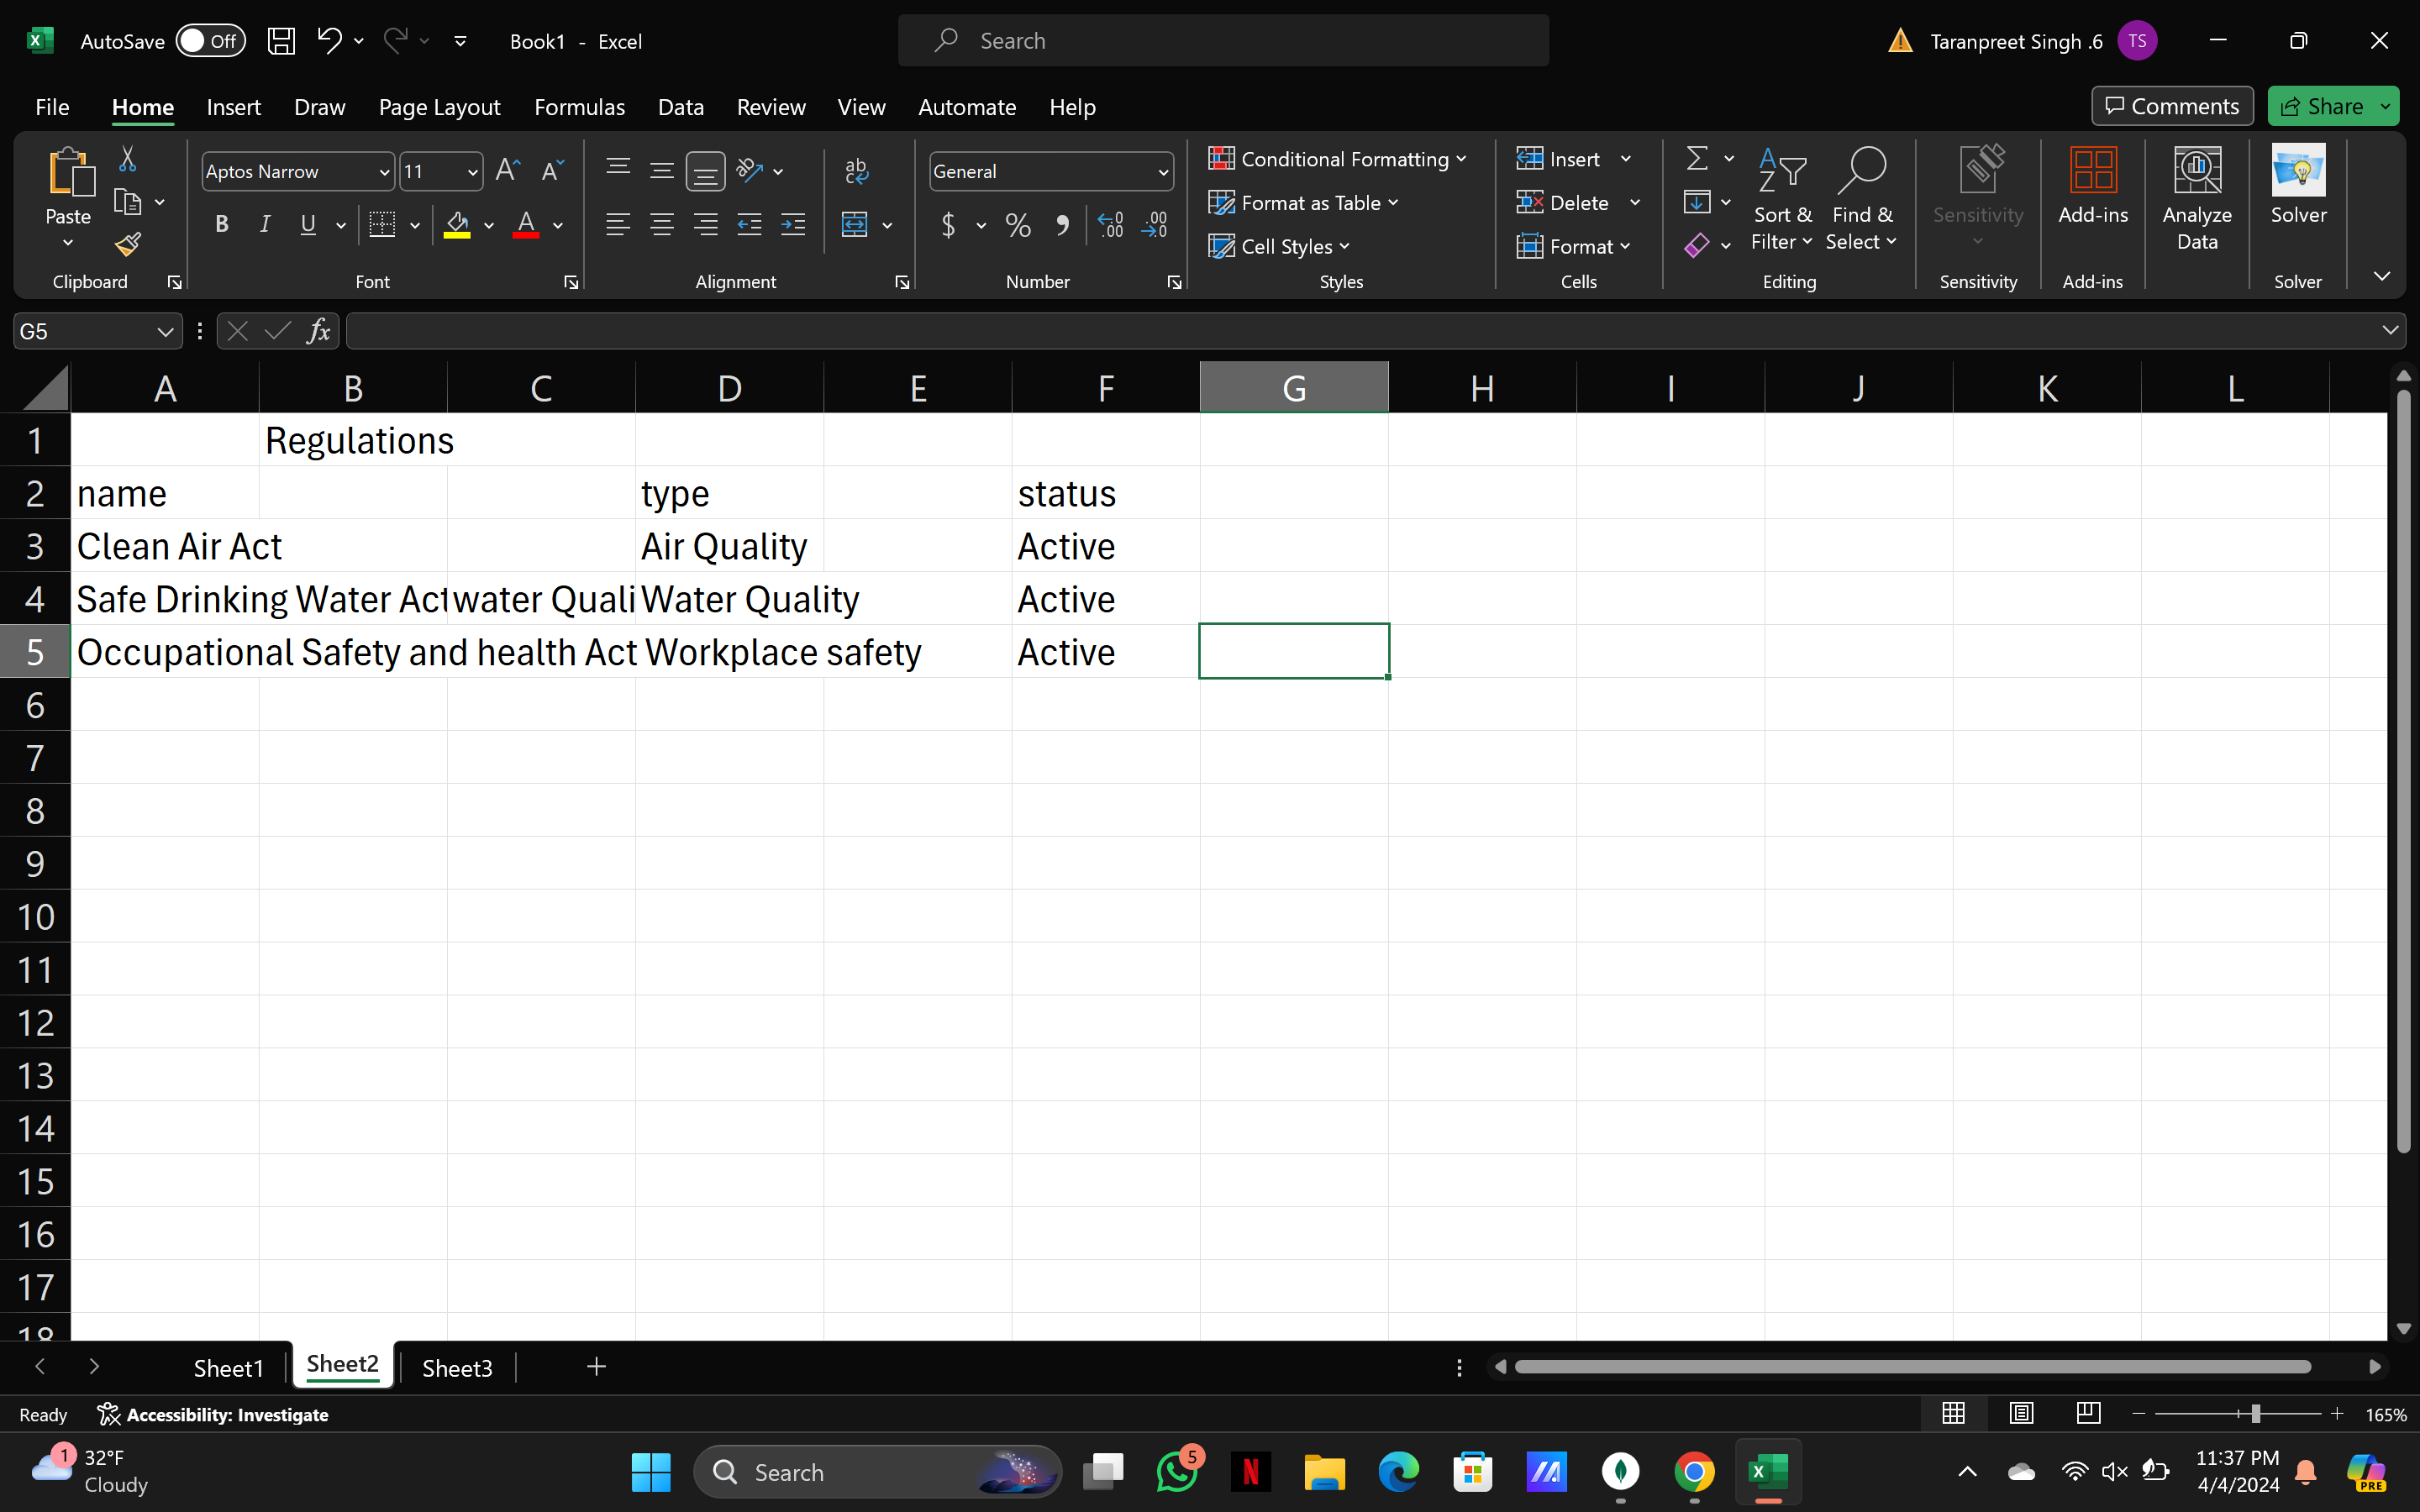 AutoSave Off Book1 - Excel Search Taranpreet Singh .6 TS
File Home Insert Draw Page Layout Formulas Data Review View Automate Help Comments Share
Paste Aptos Narrow 11 General Conditional Formatting Format as Table Cell Styles Insert Delete Format Sort & Filter Find & Select Sensitivity Add-ins Analyze Data Solver
Clipboard Font Alignment Number Styles Cells Editing Sensitivity Add-ins Solver
G5 fx
A B C D E F G H I J K L
1 Regulations
2 name type status
3 Clean Air Act Air Quality Active
4 Safe Drinking Water Act water Quali Water Quality Active
5 Occupational Safety and health Act Workplace safety Active
6
7
8
9
10
11
12
13
14
15
16
17
18
Sheet1 Sheet2 Sheet3
Ready Accessibility: Investigate 165%
1 32°F Search 5 11:37 PM
Cloudy 4/4/2024 PRE